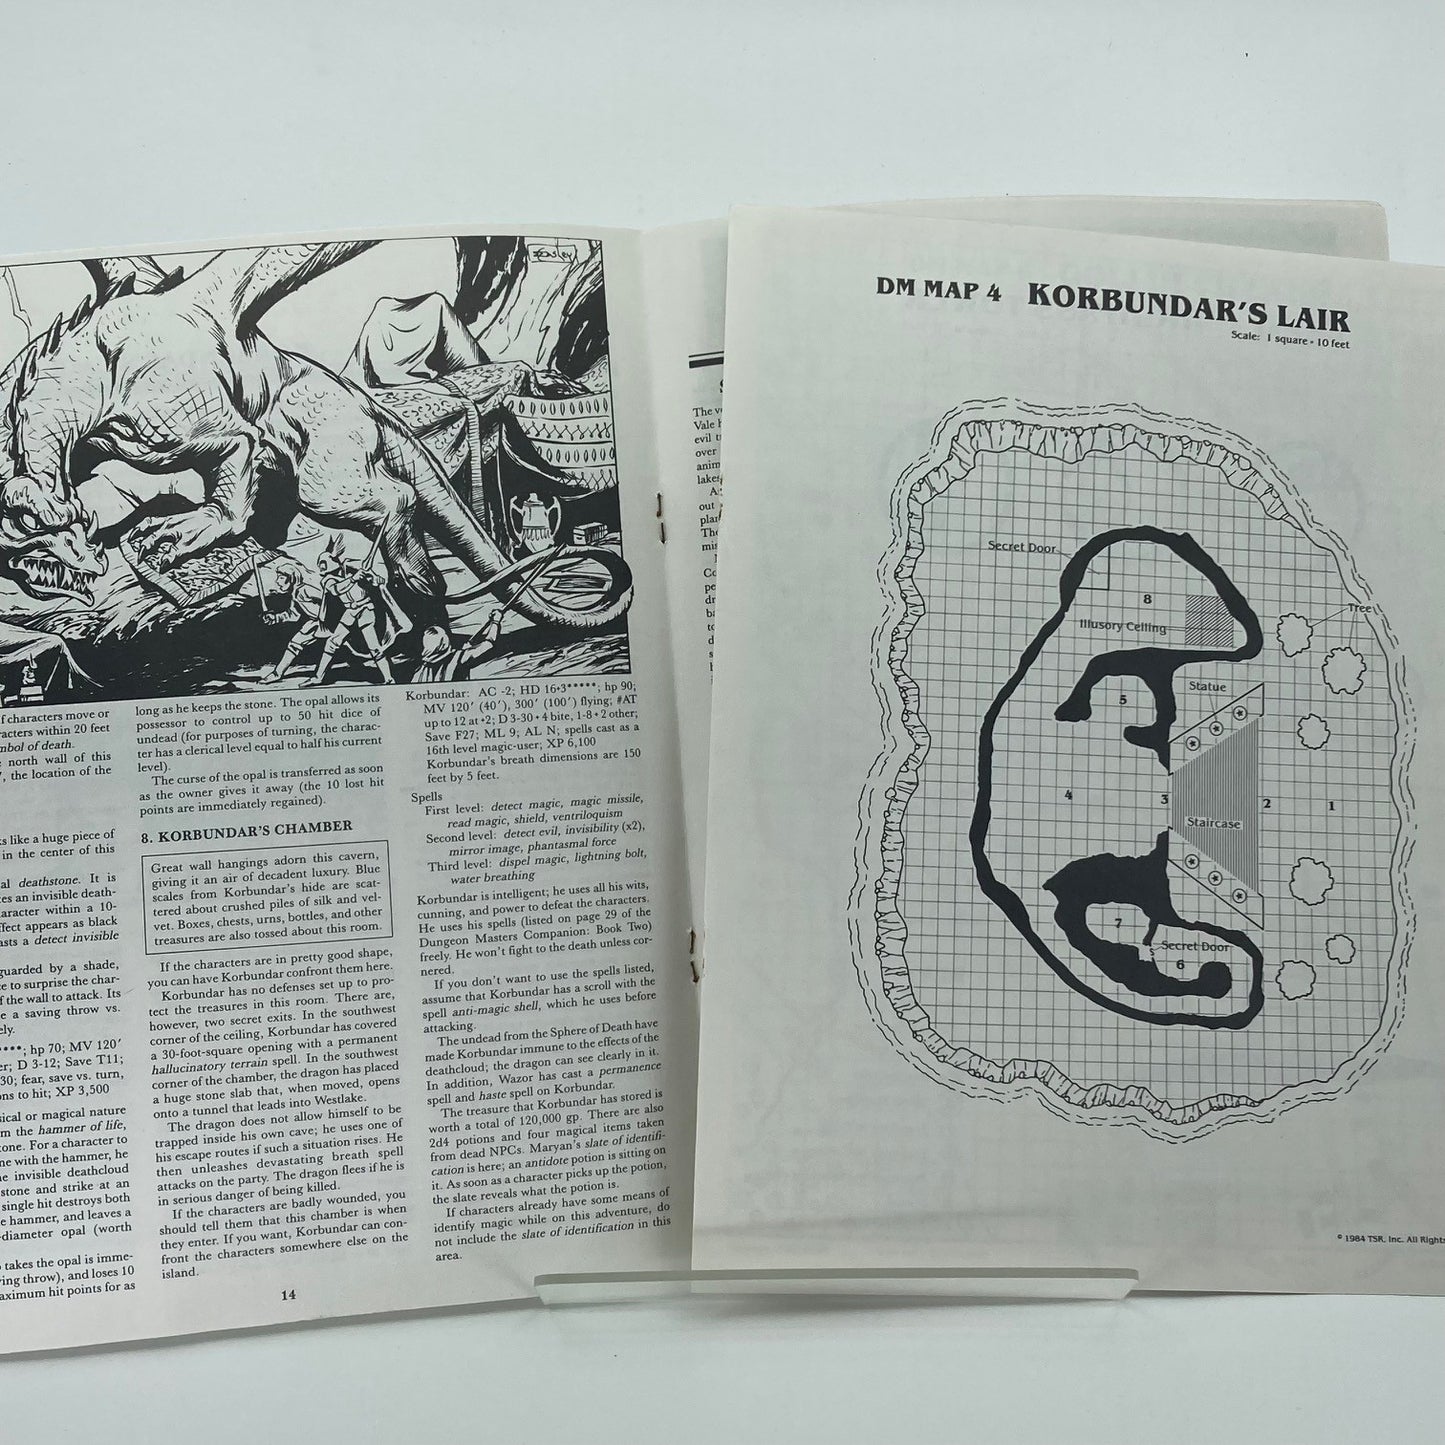 Easley
f characters move or
racters within 20 feet
mbol of death.
north wall of this
, the location of the
ks like a huge piece of
in the center of this
al deathstone. It is
es an invisible death-
aracter within a 10-
ffect appears as black
asts a detect invisible
guarded by a shade,
e to surprise the char-
f the wall to attack. Its
e a saving throw vs.
ely.
****; hp 70; MV 120′
er; D 3-12; Save T11;
30; fear, save vs. turn,
ons to hit; XP 3,500
sical or magical nature
m the hammer of life,
tone. For a character to
ne with the hammer, he
e invisible deathcloud
stone and strike at an
single hit destroys both
e hammer, and leaves a
-diameter opal (worth
takes the opal is imme-
ving throw), and loses 10
aximum hit points for as
long as he keeps the stone. The opal allows its
possessor to control up to 50 hit dice of
undead (for purposes of turning, the charac-
ter has a clerical level equal to half his current
level).
The curse of the opal is transferred as soon
as the owner gives it away (the 10 lost hit
points are immediately regained).
8. KORBUNDAR'S CHAMBER
Great wall hangings adorn this cavern,
giving it an air of decadent luxury. Blue
scales from Korbundar's hide are scat-
tered about crushed piles of silk and vel-
vet. Boxes, chests, urns, bottles, and other
treasures are also tossed about this room.
If the characters are in pretty good shape,
you can have Korbundar confront them here.
Korbundar has no defenses set up to pro-
tect the treasures in this room. There are,
however, two secret exits. In the southwest
corner of the ceiling, Korbundar has covered
a 30-foot-square opening with a permanent
hallucinatory terrain spell. In the southwest
corner of the chamber, the dragon has placed
a huge stone slab that, when moved, opens
onto a tunnel that leads into Westlake.
The dragon does not allow himself to be
trapped inside his own cave; he uses one of
his escape routes if such a situation rises. He
then unleashes devastating breath spell
attacks on the party. The dragon flees if he is
in serious danger of being killed.
If the characters are badly wounded, you
should tell them that this chamber is when
they enter. If you want, Korbundar can con-
front the characters somewhere else on the
island.
Korbundar: AC -2; HD 16+3*****; hp 90;
MV 120′ (40′), 300′ (100′) flying; #AT
up to 12 at +2; D 3-30+4 bite, 1-8+2 other;
Save F27; ML 9; AL N; spells cast as a
16th level magic-user; XP 6,100
Korbundar's breath dimensions are 150
feet by 5 feet.
Spells
First level: detect magic, magic missile,
read magic, shield, ventriloquism
Second level: detect evil, invisibility (x2),
mirror image, phantasmal force
Third level: dispel magic, lightning bolt,
water breathing
Korbundar is intelligent; he uses all his wits,
cunning, and power to defeat the characters.
He uses his spells (listed on page 29 of the
Dungeon Masters Companion: Book Two)
freely. He won't fight to the death unless cor-
nered.
If you don't want to use the spells listed,
assume that Korbundar has a scroll with the
spell anti-magic shell, which he uses before
attacking.
The undead from the Sphere of Death have
made Korbundar immune to the effects of the
deathcloud; the dragon can see clearly in it.
In addition, Wazor has cast a permanence
spell and haste spell on Korbundar.
The treasure that Korbundar has stored is
worth a total of 120,000 gp. There are also
2d4 potions and four magical items taken
from dead NPCs. Maryan's slate of identifi-
cation is here; an antidote potion is sitting on
it. As soon as a character picks up the potion,
the slate reveals what the potion is.
If characters already have some means of
identify magic while on this adventure, do
not include the slate of identification in this
area.
14
S
The v
Vale
evil t
over
anim
lakes
A
out
plan
The
mis
Co
pe
dr
ba
to
d
s
DM MAP 4 KORBUNDAR'S LAIR
Scale: 1 square = 10 feet
Secret Door
8
Tree
Illusory Ceiling
Statue
5
4
3
2
1
Staircase
7
Secret Door
S
6
© 1984 TSR, Inc. All Rights